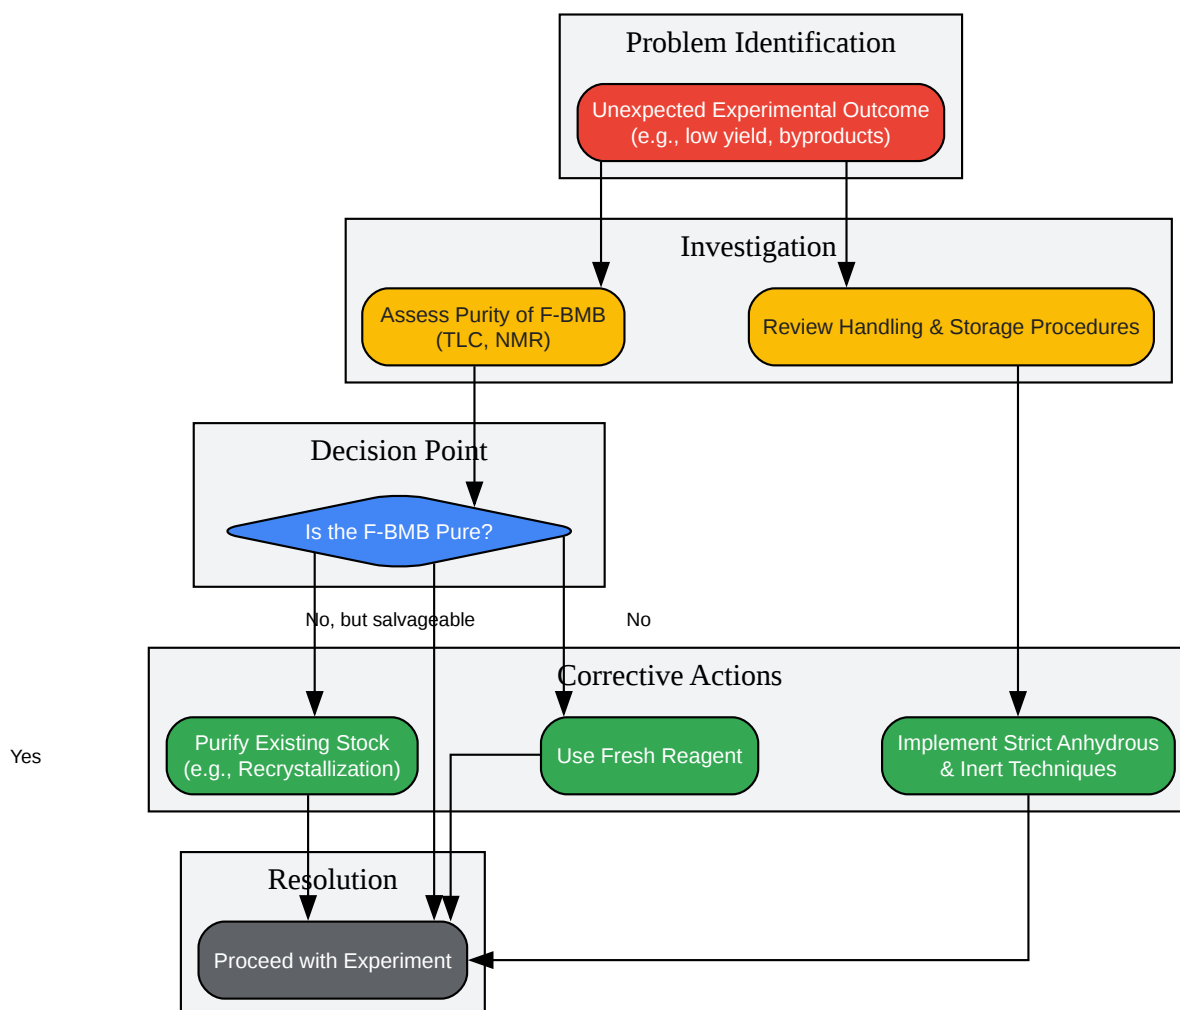 Problem Identification
Unexpected Experimental Outcome
(e.g., low yield, byproducts)
Investigation
Assess Purity of F-BMB
(TLC, NMR)
Review Handling & Storage Procedures
Decision Point
Is the F-BMB Pure?
No, but salvageable
No
Corrective Actions
Yes
Purify Existing Stock
(e.g., Recrystallization)
Use Fresh Reagent
Implement Strict Anhydrous
& Inert Techniques
Resolution
Proceed with Experiment